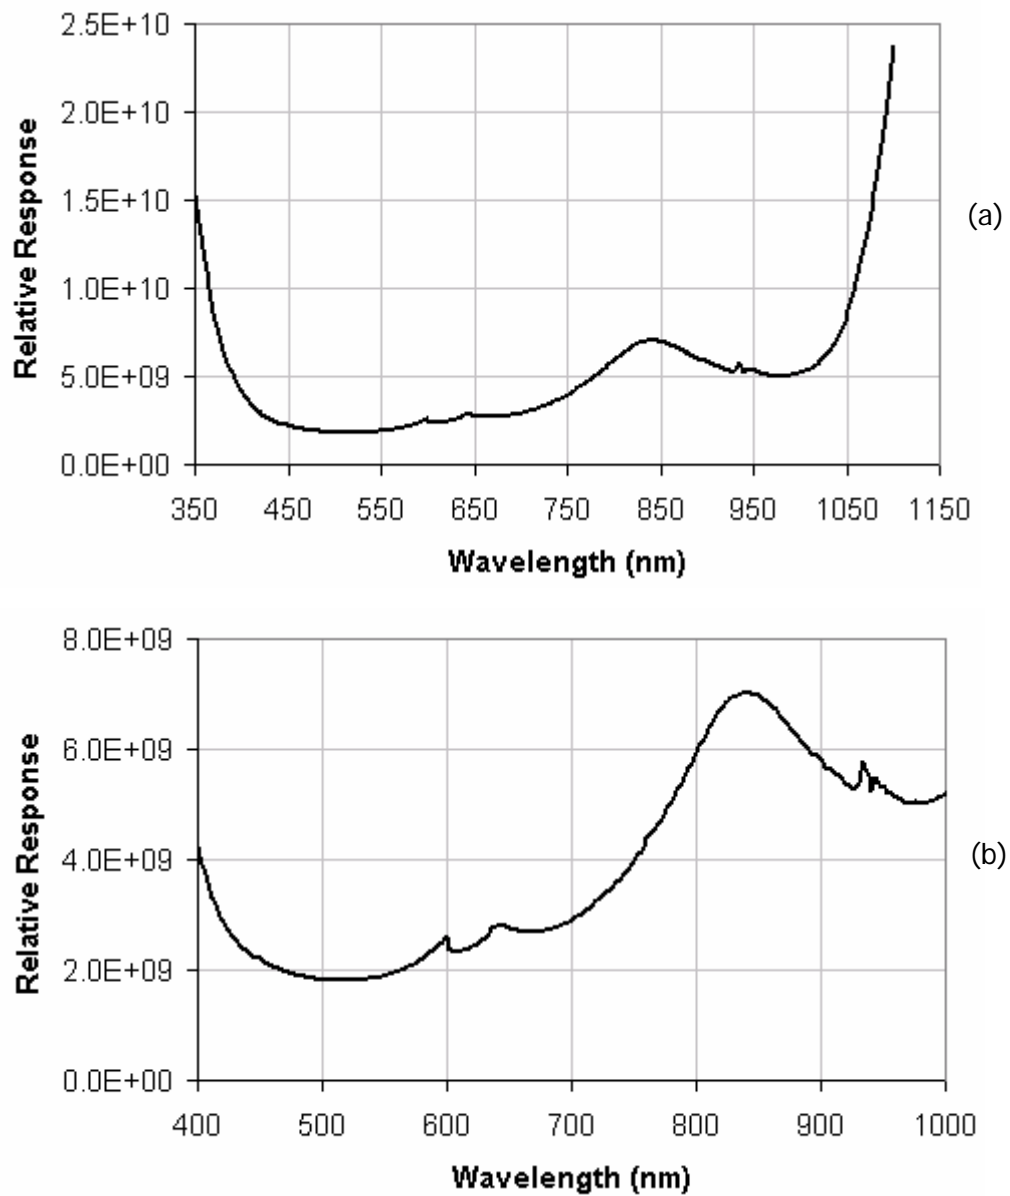 2.5E+10
2.0E+10
1.5E+10
1.0E+10
5.0E+09
0.0E+00
Relative Response
350 450 550 650 750 850 950 1050 1150
Wavelength (nm)
(a)
8.0E+09
6.0E+09
4.0E+09
2.0E+09
0.0E+00
Relative Response
400 500 600 700 800 900 1000
Wavelength (nm)
(b)